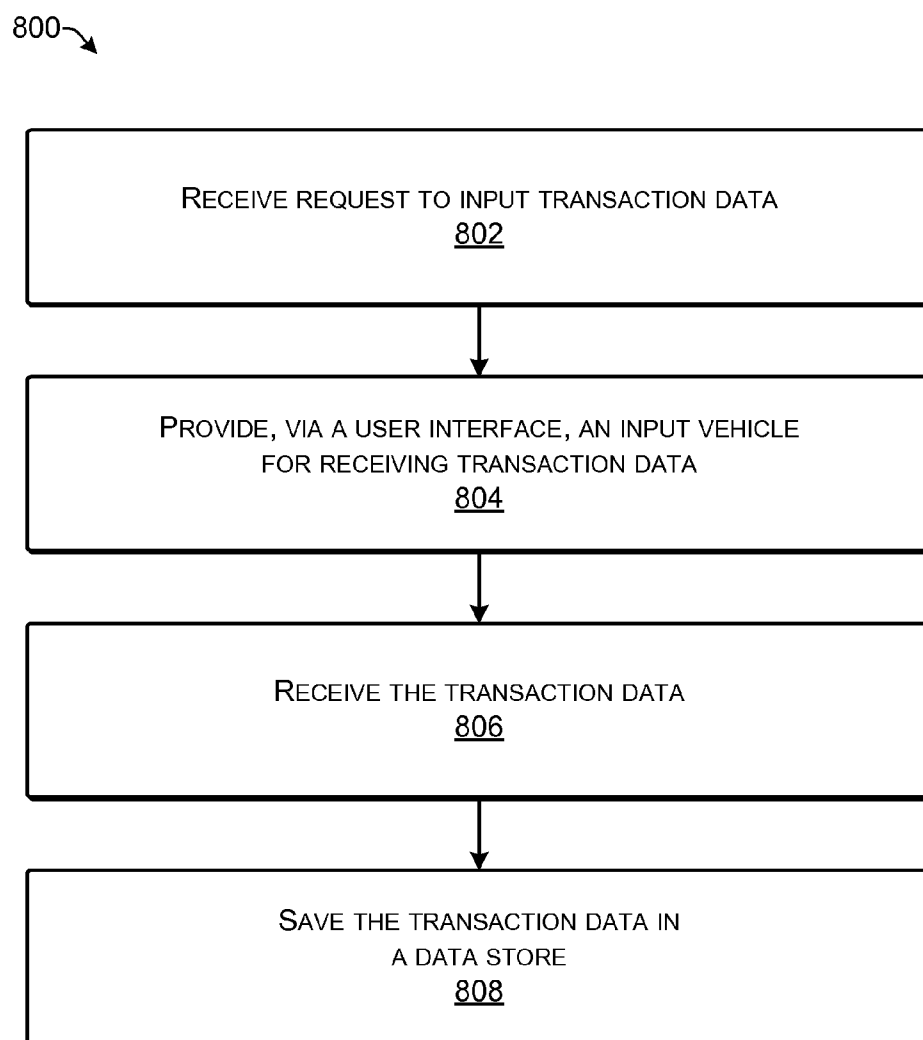 800
RECEIVE REQUEST TO INPUT TRANSACTION DATA
802
PROVIDE, VIA A USER INTERFACE, AN INPUT VEHICLE
FOR RECEIVING TRANSACTION DATA
804
RECEIVE THE TRANSACTION DATA
806
SAVE THE TRANSACTION DATA IN
A DATA STORE
808